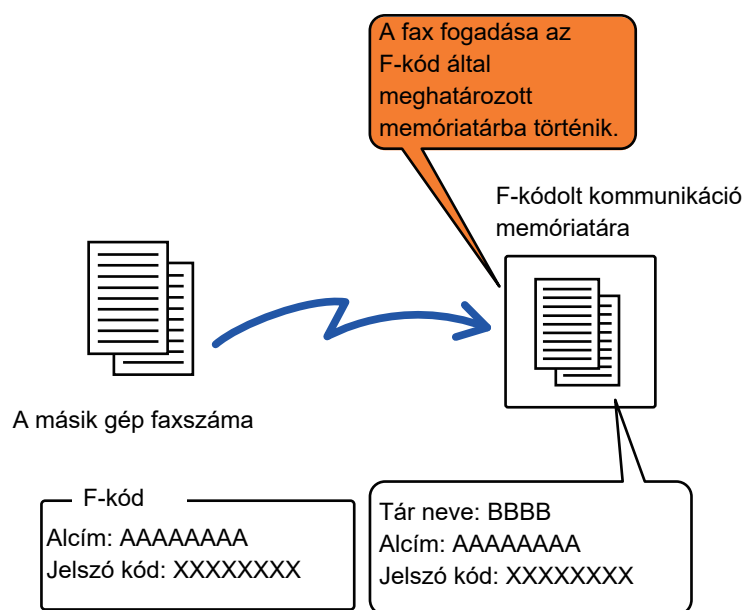 A fax fogadása az
F-kód által
meghatározott
memóriatárba történik.
F-kódolt kommunikáció
memóriatára
A másik gép faxszáma
F-kód
Alcím: AAAAAAAA
Jelszó kód: XXXXXXXX
Tár neve: BBBB
Alcím: AAAAAAAA
Jelszó kód: XXXXXXXX